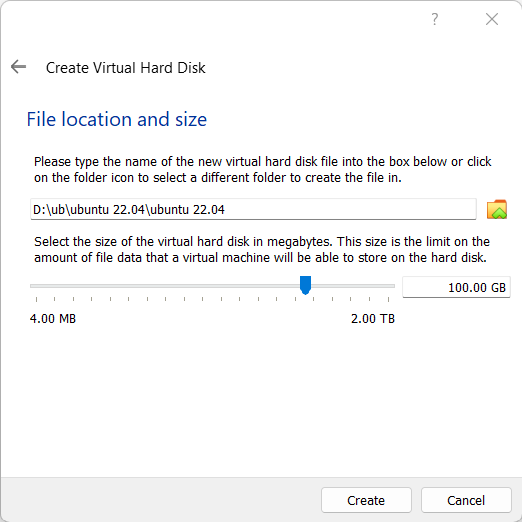 ?
Create Virtual Hard Disk
File location and size
Please type the name of the new virtual hard disk file into the box below or click
on the folder icon to select a different folder to create the file in.
D:\ub\ubuntu 22.04\ubuntu 22.04
Select the size of the virtual hard disk in megabytes. This size is the limit on the
amount of file data that a virtual machine will be able to store on the hard disk.
100.00 GB
4.00 MB 2.00 TB
Create Cancel